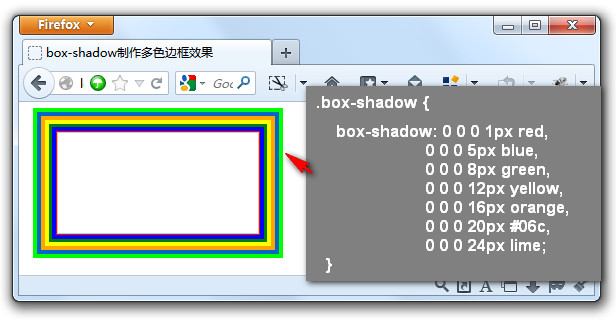 Firefox
box-shadow制作多色边框效果
Goo
.box-shadow {
box-shadow: 0 0 0 1px red,
0 0 0 5px blue,
0 0 0 8px green,
0 0 0 12px yellow,
0 0 0 16px orange,
0 0 0 20px #06c,
0 0 0 24px lime;
}